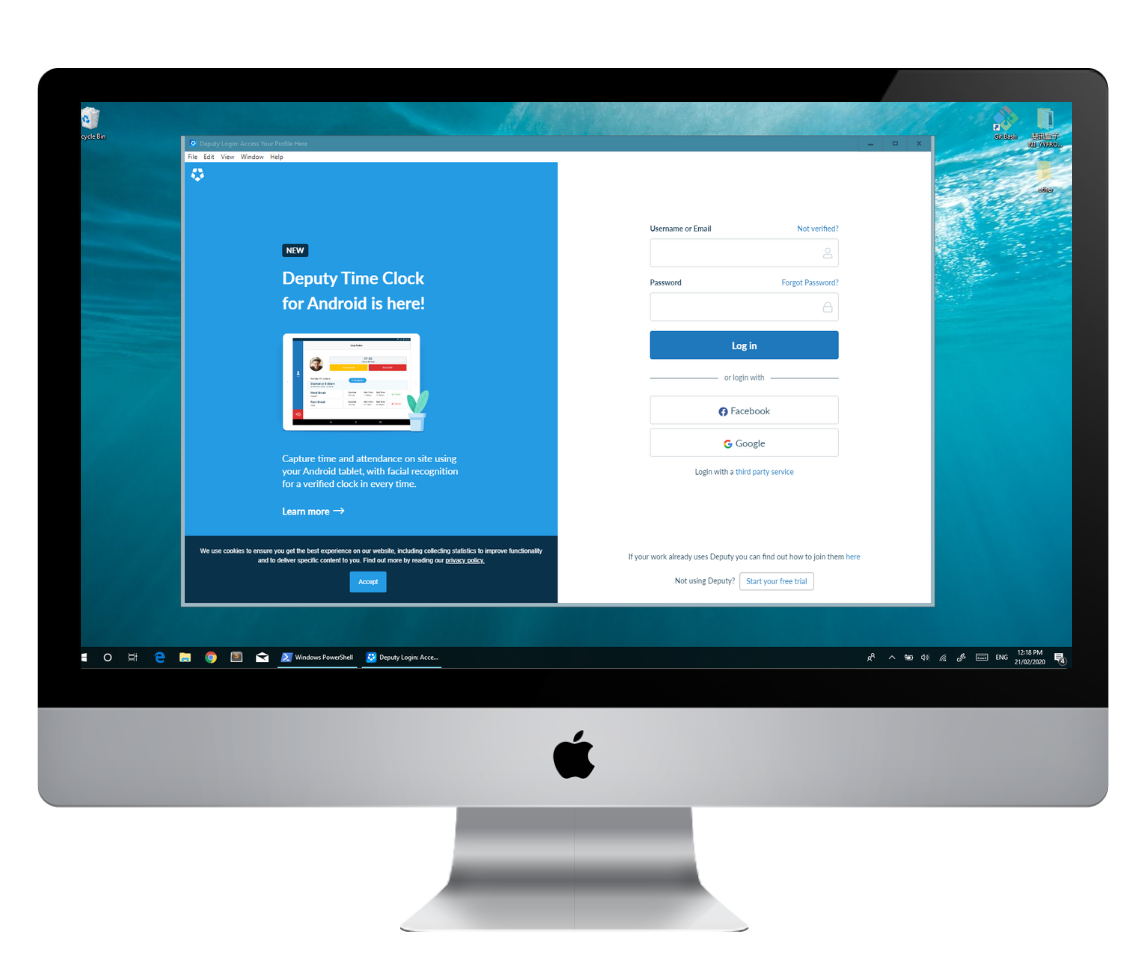 cycle Bin
Git Bash
office
Deputy Login: Access Your Profile Here
File Edit View Window Help
NEW
Deputy Time Clock
for Android is here!
Capture time and attendance on site using
your Android tablet, with facial recognition
for a verified clock in every time.
Learn more →
We use cookies to ensure you get the best experience on our website, including collecting statistics to improve functionality
and to deliver specific content to you. Find out more by reading our privacy policy.
Accept
Username or Email Not verified?
Password Forgot Password?
Log in
or login with
Facebook
Google
Login with a third party service
If your work already uses Deputy you can find out how to join them here
Not using Deputy? Start your free trial
Windows PowerShell
Deputy Login: Acce...
ENG
12:18 PM
21/02/2020
4